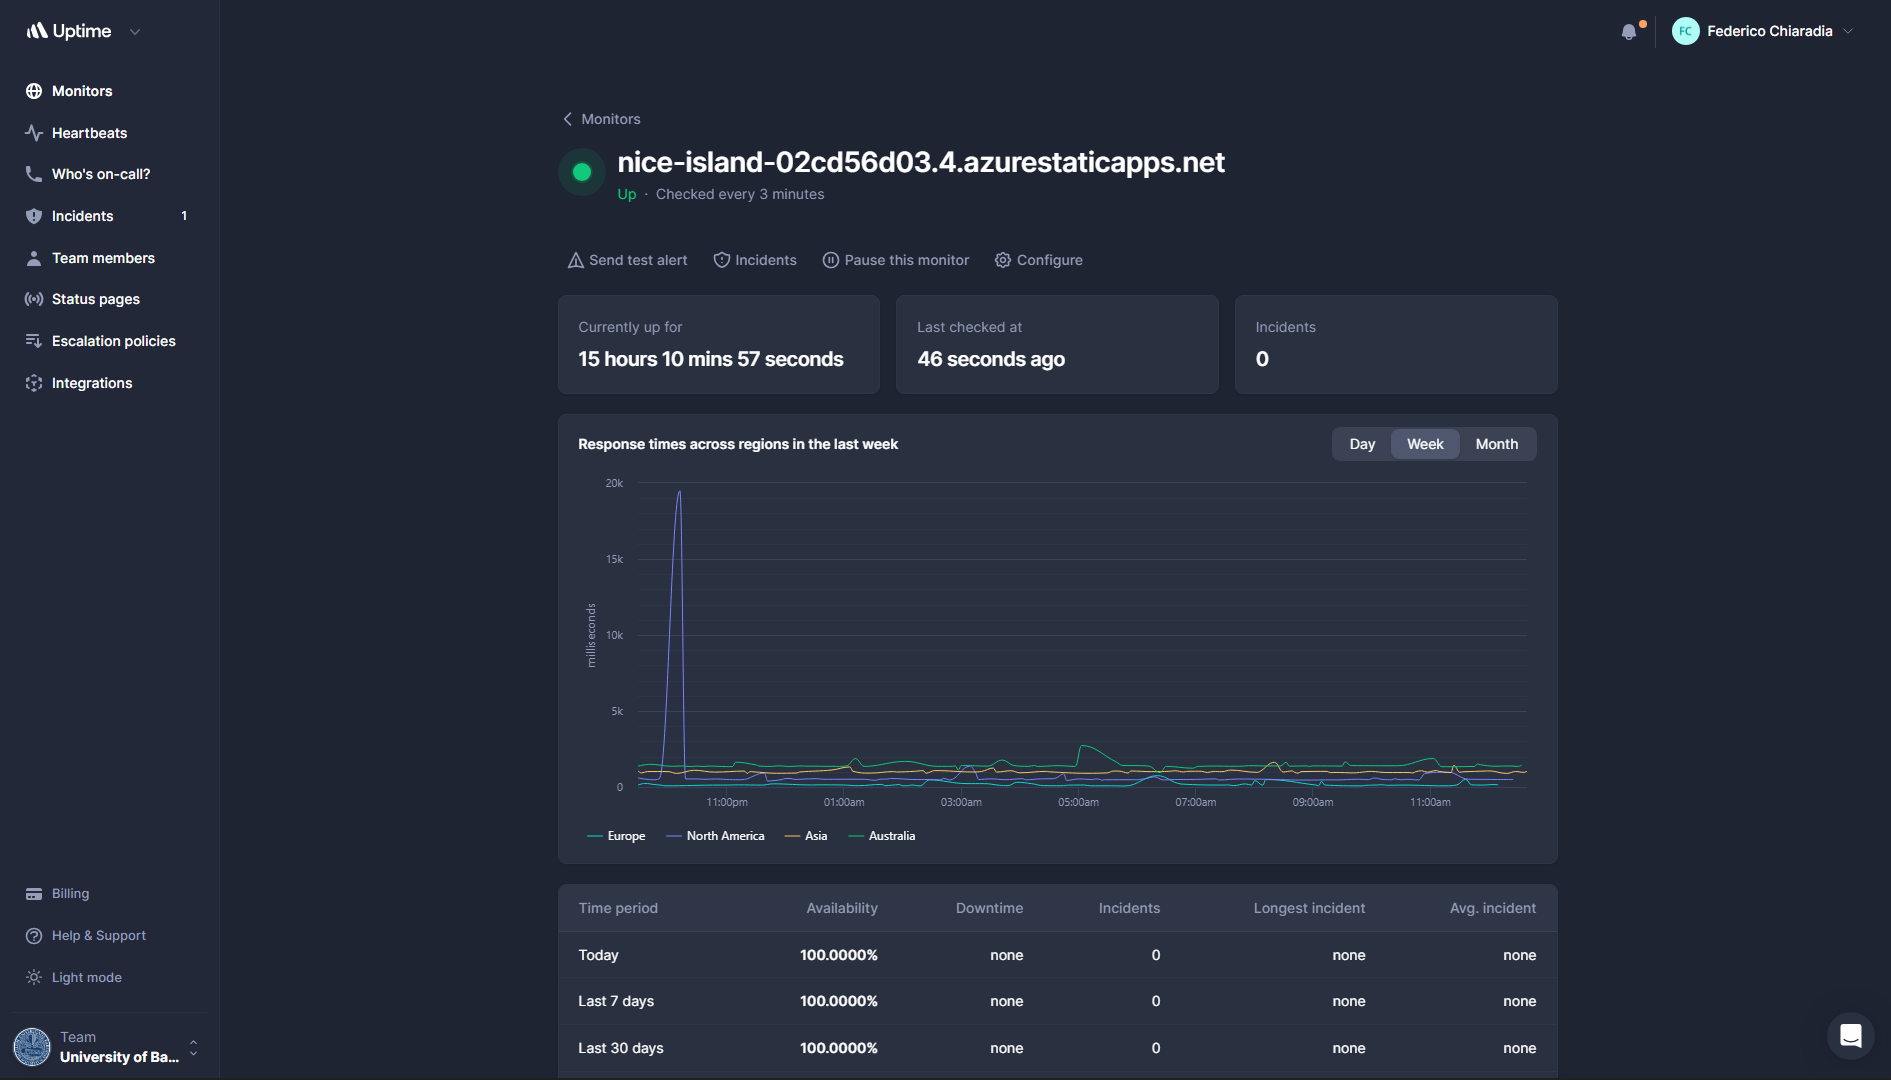 Uptime
FC Federico Chiaradia
Monitors
Heartbeats
Who's on-call?
Incidents 1
Team members
Status pages
Escalation policies
Integrations
Billing
Help & Support
Light mode
Team
University of Ba...
Monitors
nice-island-02cd56d03.4.azurestaticapps.net
Up · Checked every 3 minutes
Send test alert Incidents Pause this monitor Configure
Currently up for
15 hours 10 mins 57 seconds
Last checked at
46 seconds ago
Incidents
0
Response times across regions in the last week
Day Week Month
milliseconds
20k
15k
10k
5k
0
11:00pm 01:00am 03:00am 05:00am 07:00am 09:00am 11:00am
Europe North America Asia Australia
Time period Availability Downtime Incidents Longest incident Avg. incident
Today 100.0000% none 0 none none
Last 7 days 100.0000% none 0 none none
Last 30 days 100.0000% none 0 none none